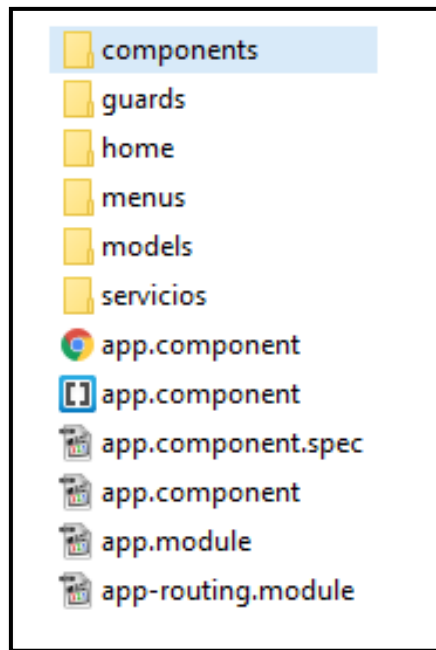 components
guards
home
menus
models
servicios
app.component
app.component
app.component.spec
app.component
app.module
app-routing.module